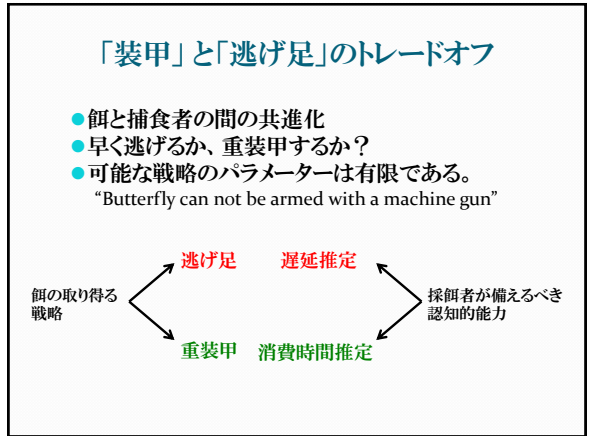 「装甲」と「逃げ足」のトレードオフ
●餌と捕食者の間の共進化
●早く逃げるか、重装甲するか？
●可能な戦略のパラメーターは有限である。
“Butterfly can not be armed with a machine gun”
逃げ足 遅延推定
餌の取り得る
戦略
採餌者が備えるべき
認知的能力
重装甲 消費時間推定